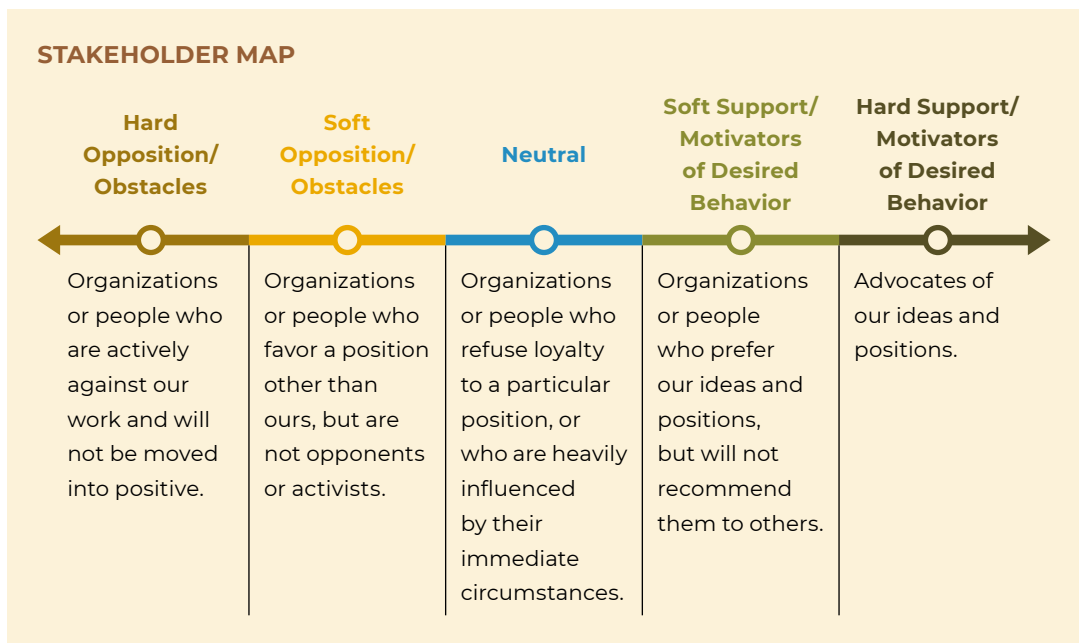 STAKEHOLDER MAP
Hard
Opposition/
Obstacles
Soft
Opposition/
Obstacles
Neutral
Soft Support/
Motivators
of Desired
Behavior
Hard Support/
Motivators
of Desired
Behavior
Organizations
or people who
are actively
against our
work and will
not be moved
into positive.
Organizations
or people who
favor a position
other than
ours, but are
not opponents
or activists.
Organizations
or people who
refuse loyalty
to a particular
position, or
who are heavily
influenced
by their
immediate
circumstances.
Organizations
or people
who prefer
our ideas and
positions,
but will not
recommend
them to others.
Advocates of
our ideas and
positions.